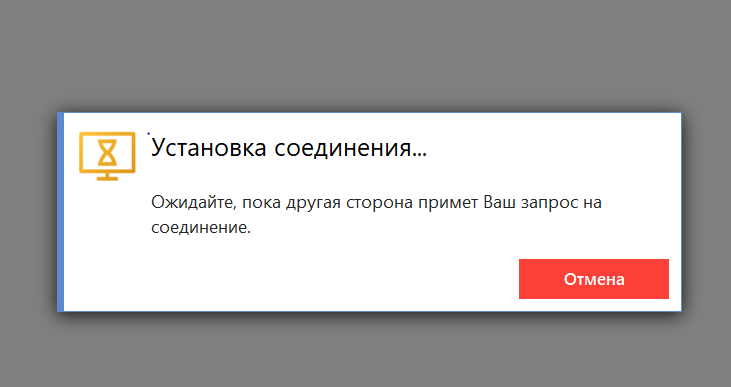 Установка соединения...
Ожидайте, пока другая сторона примет Ваш запрос на
соединение.
Отмена